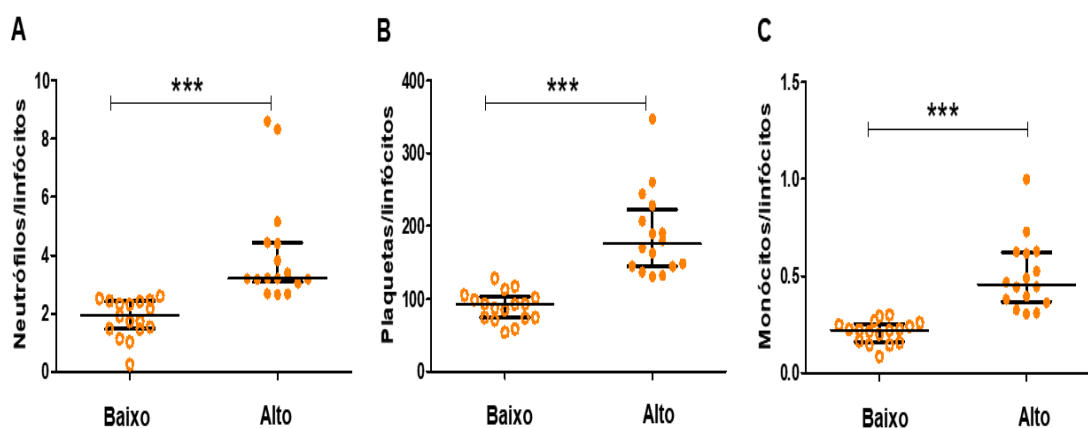 A
Neutrófilos/linfócitos
10
8
6
4
2
0
***
Baixo
Alto
B
Plaquetas/linfócitos
400
300
200
100
0
***
Baixo
Alto
C
Monócitos/linfócitos
1.5
1.0
0.5
0.0
***
Baixo
Alto